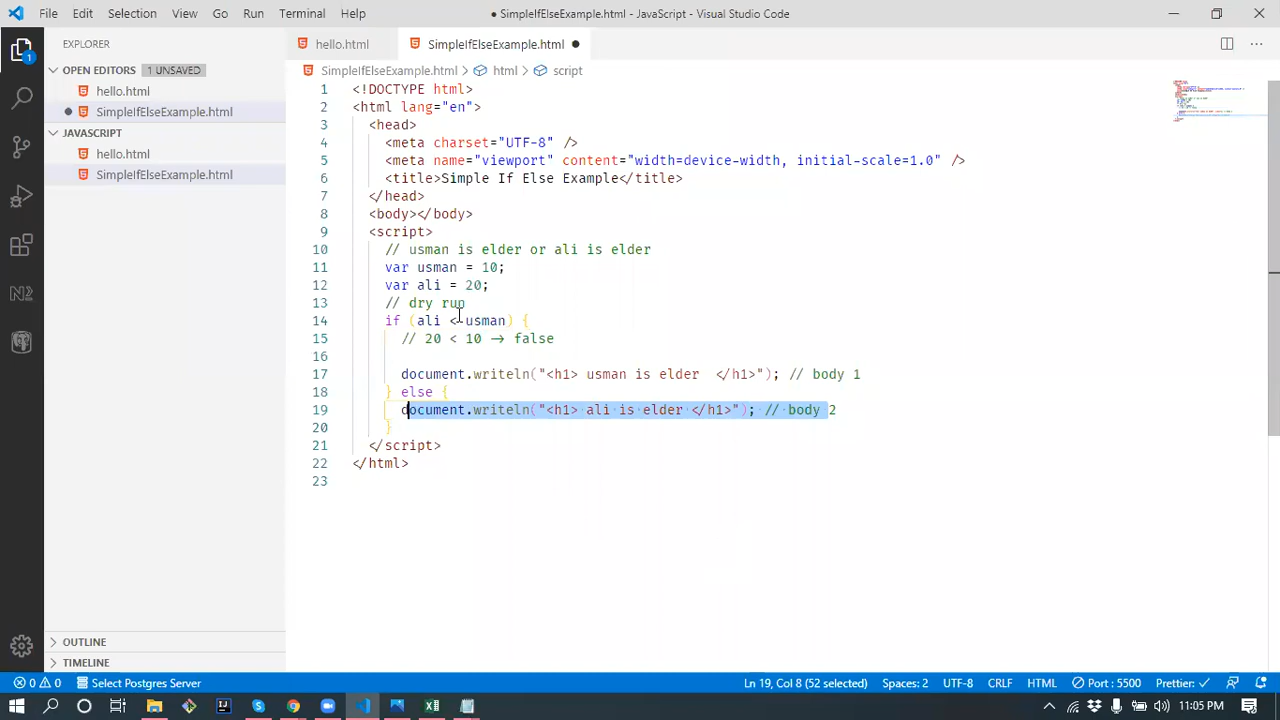 File Edit Selection View Go Run Terminal Help ● SimpleIfElseExample.html - JavaScript - Visual Studio Code
EXPLORER
OPEN EDITORS 1 UNSAVED
hello.html
SimpleIfElseExample.html
JAVASCRIPT
hello.html
SimpleIfElseExample.html
OUTLINE
TIMELINE
hello.html SimpleIfElseExample.html ●
SimpleIfElseExample.html > html > script
1 <!DOCTYPE html>
2 <html lang="en">
3 <head>
4 <meta charset="UTF-8" />
5 <meta name="viewport" content="width=device-width, initial-scale=1.0" />
6 <title>Simple If Else Example</title>
7 </head>
8 <body></body>
9 <script>
10 // usman is elder or ali is elder
11 var usman = 10;
12 var ali = 20;
13 // dry run
14 if (ali < usman) {
15 // 20 < 10 -> false
16
17 document.writeln("<h1> usman is elder  </h1>"); // body 1
18 } else {
19 document.writeln("<h1> ali is elder </h1>"); // body 2
20 }
21 </script>
22 </html>
23
0 0 Select Postgres Server Ln 19, Col 8 (52 selected) Spaces: 2 UTF-8 CRLF HTML Port : 5500 Prettier: ✓
11:05 PM